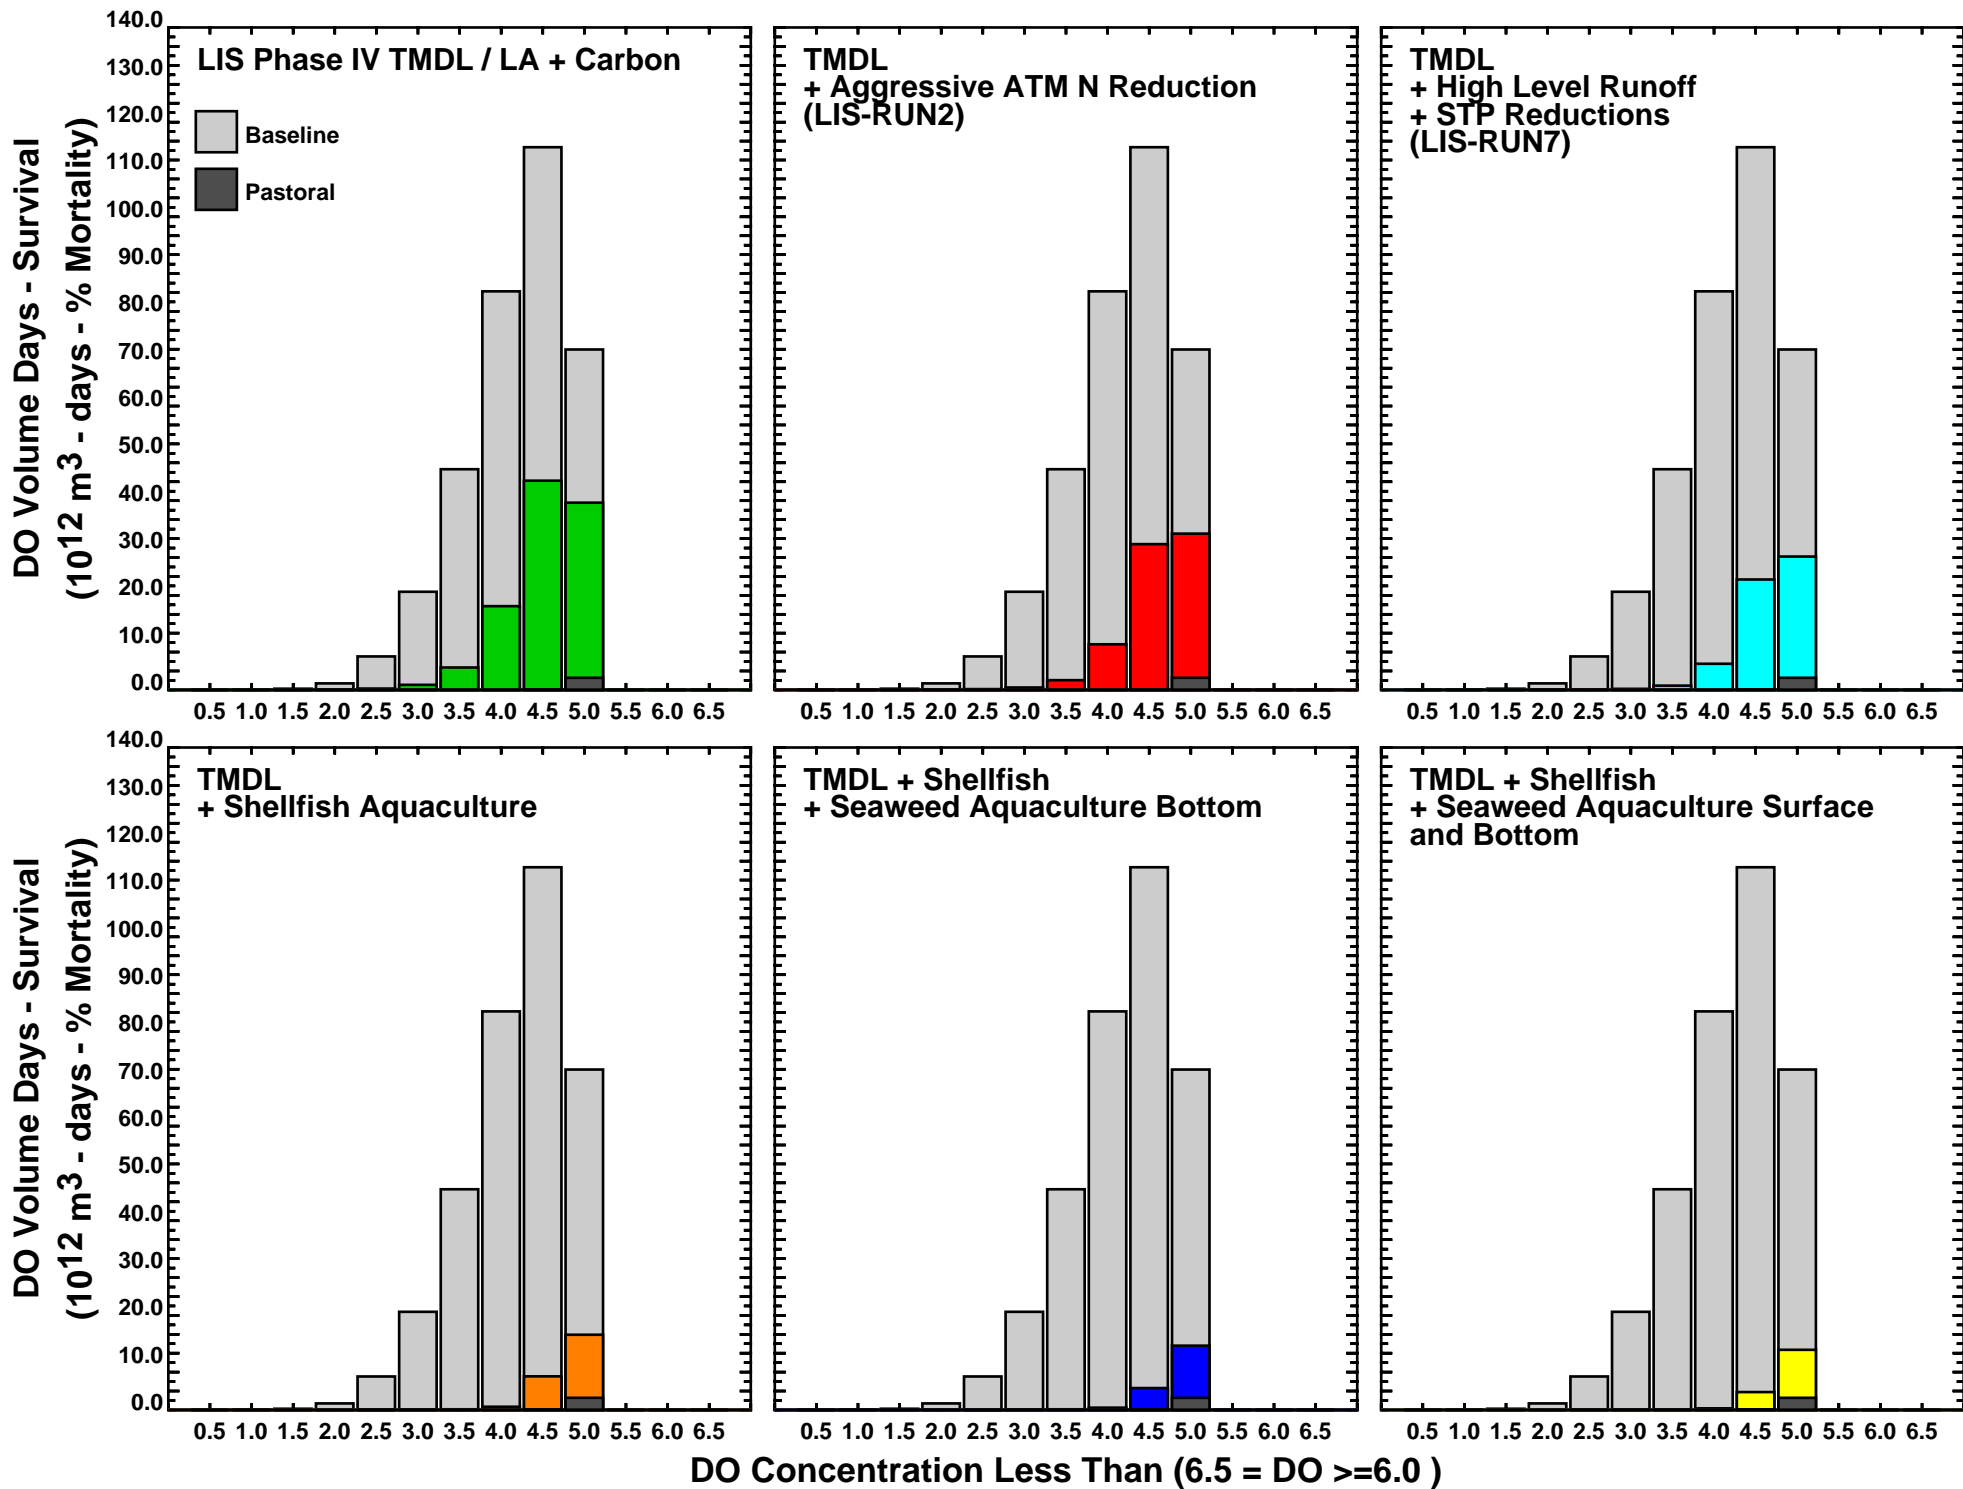 LIS Phase IV TMDL / LA + Carbon
Baseline
Pastoral
TMDL
+ Aggressive ATM N Reduction
(LIS-RUN2)
TMDL
+ High Level Runoff
+ STP Reductions
(LIS-RUN7)
DO Volume Days - Survival
(10^12 m^3 - days - % Mortality)
140.0
130.0
120.0
110.0
100.0
90.0
80.0
70.0
60.0
50.0
40.0
30.0
20.0
10.0
0.0
0.5 1.0 1.5 2.0 2.5 3.0 3.5 4.0 4.5 5.0 5.5 6.0 6.5
0.5 1.0 1.5 2.0 2.5 3.0 3.5 4.0 4.5 5.0 5.5 6.0 6.5
0.5 1.0 1.5 2.0 2.5 3.0 3.5 4.0 4.5 5.0 5.5 6.0 6.5
TMDL
+ Shellfish Aquaculture
TMDL + Shellfish
+ Seaweed Aquaculture Bottom
TMDL + Shellfish
+ Seaweed Aquaculture Surface
and Bottom
DO Volume Days - Survival
(10^12 m^3 - days - % Mortality)
140.0
130.0
120.0
110.0
100.0
90.0
80.0
70.0
60.0
50.0
40.0
30.0
20.0
10.0
0.0
0.5 1.0 1.5 2.0 2.5 3.0 3.5 4.0 4.5 5.0 5.5 6.0 6.5
0.5 1.0 1.5 2.0 2.5 3.0 3.5 4.0 4.5 5.0 5.5 6.0 6.5
0.5 1.0 1.5 2.0 2.5 3.0 3.5 4.0 4.5 5.0 5.5 6.0 6.5
DO Concentration Less Than (6.5 = DO >=6.0 )